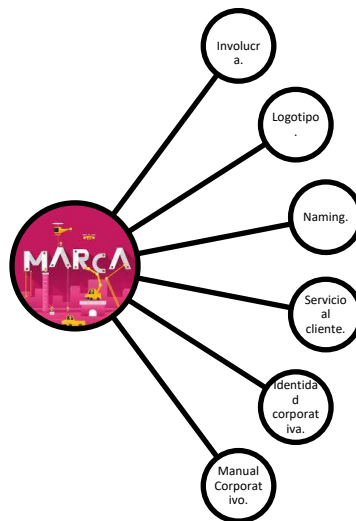 Involucr
a.
Logotipo
.
Naming.
MARCA
Servicio
al
cliente.
Identida
d
corporat
iva.
Manual
Corporat
ivo.